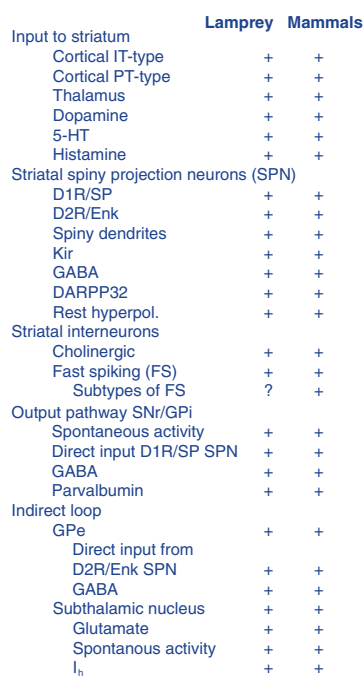 Lamprey Mammals
Input to striatum
Cortical IT-type + +
Cortical PT-type + +
Thalamus + +
Dopamine + +
5-HT + +
Histamine + +
Striatal spiny projection neurons (SPN)
D1R/SP + +
D2R/Enk + +
Spiny dendrites + +
Kir + +
GABA + +
DARPP32 + +
Rest hyperpol. + +
Striatal interneurons
Cholinergic + +
Fast spiking (FS) + +
Subtypes of FS ? +
Output pathway SNr/GPi
Spontaneous activity + +
Direct input D1R/SP SPN + +
GABA + +
Parvalbumin + +
Indirect loop
GPe + +
Direct input from
D2R/Enk SPN + +
GABA + +
Subthalamic nucleus + +
Glutamate + +
Spontanous activity + +
Ih + +